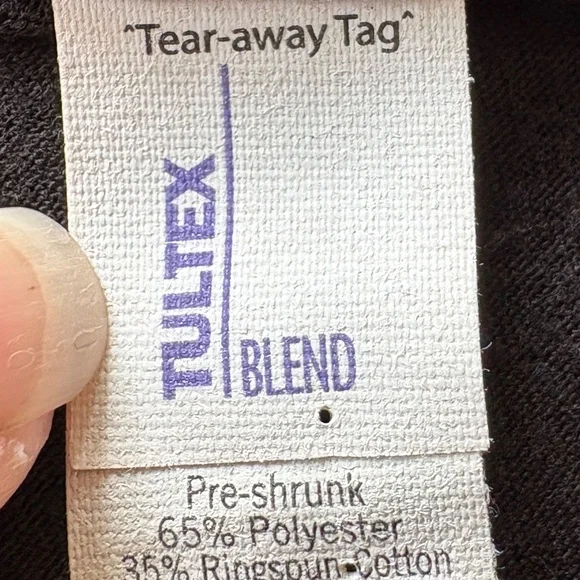 ^Tear-away Tag^
TULTEX
BLEND
Pre-shrunk
65% Polyester
35% Ringspun Cotton